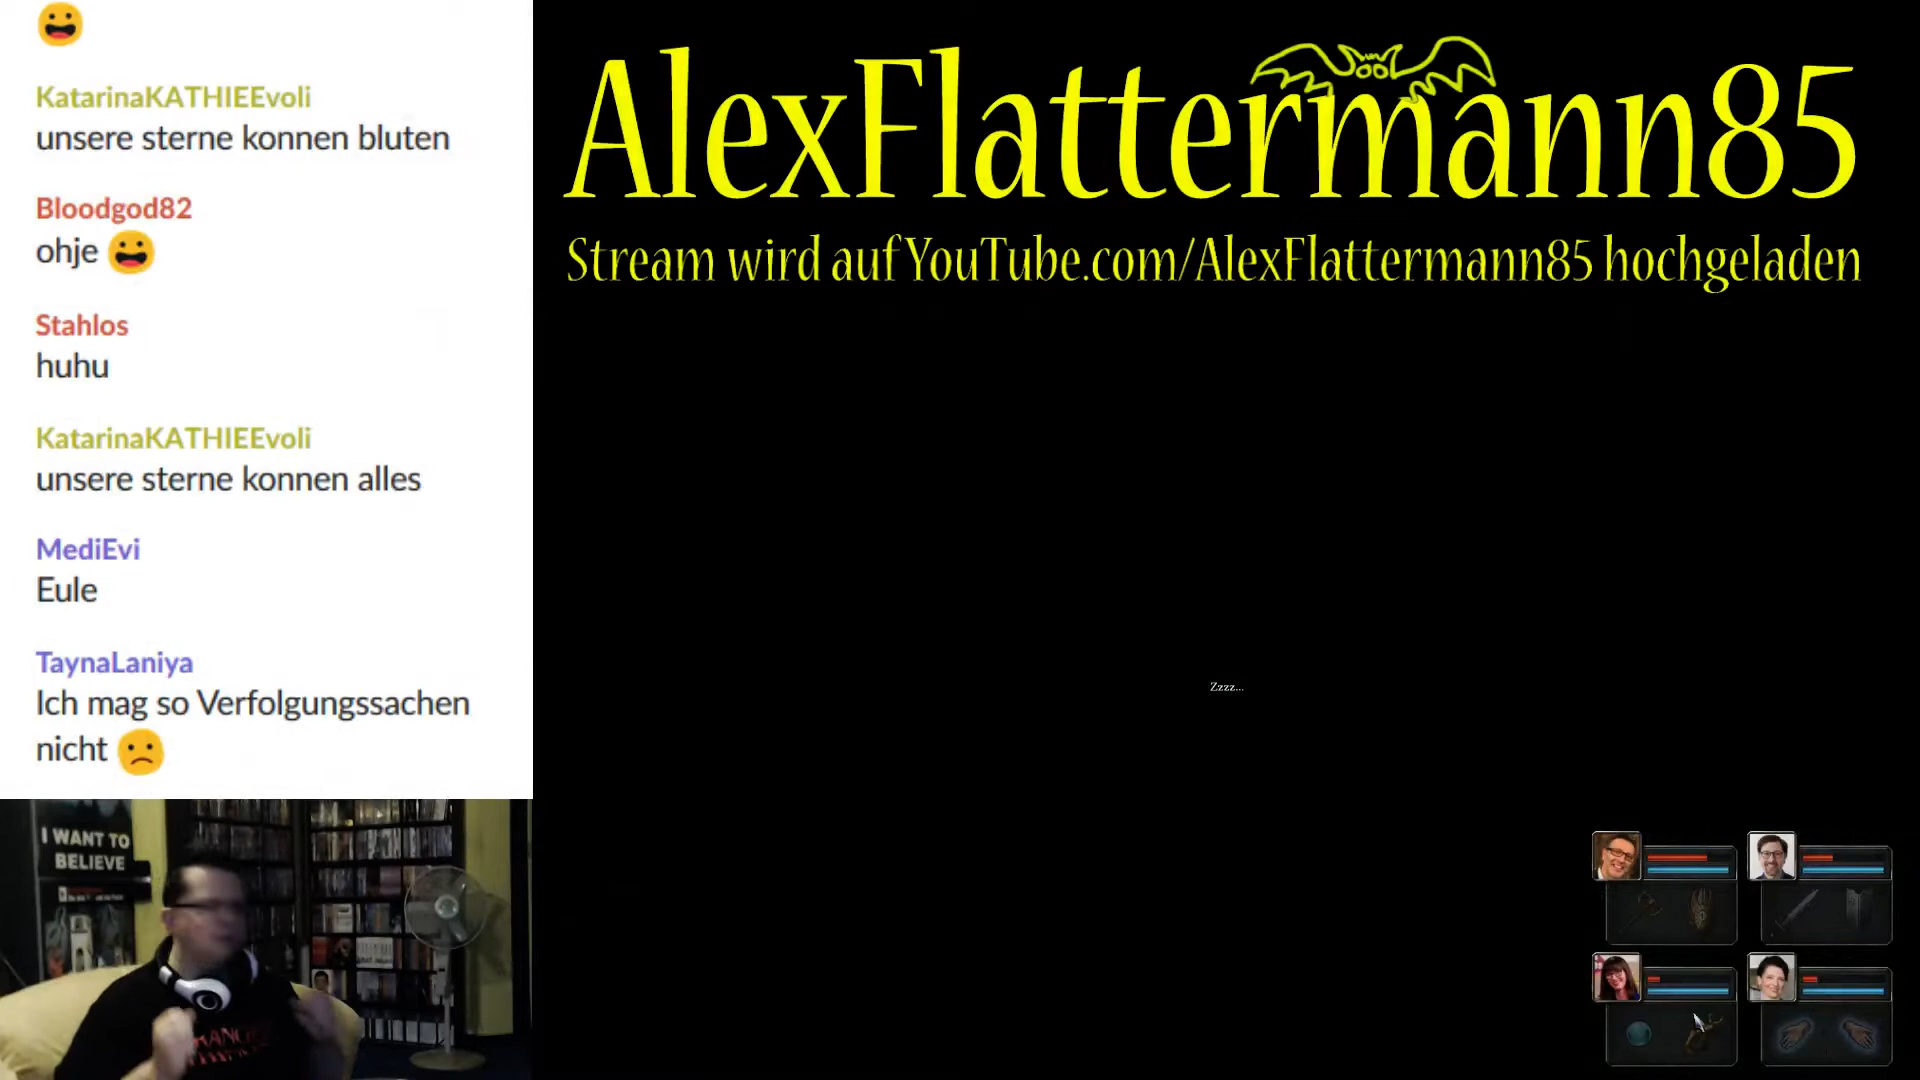 KatarinaKATHIEEvoli
unsere sterne konnen bluten
Bloodgod82
ohje
Stahlos
huhu
KatarinaKATHIEEvoli
unsere sterne konnen alles
MediEvi
Eule
TaynaLaniya
Ich mag so Verfolgungssachen
nicht
AlexFlattermann85
Stream wird auf YouTube.com/AlexFlattermann85 hochgeladen
Zzzz...
I WANT TO
BELIEVE